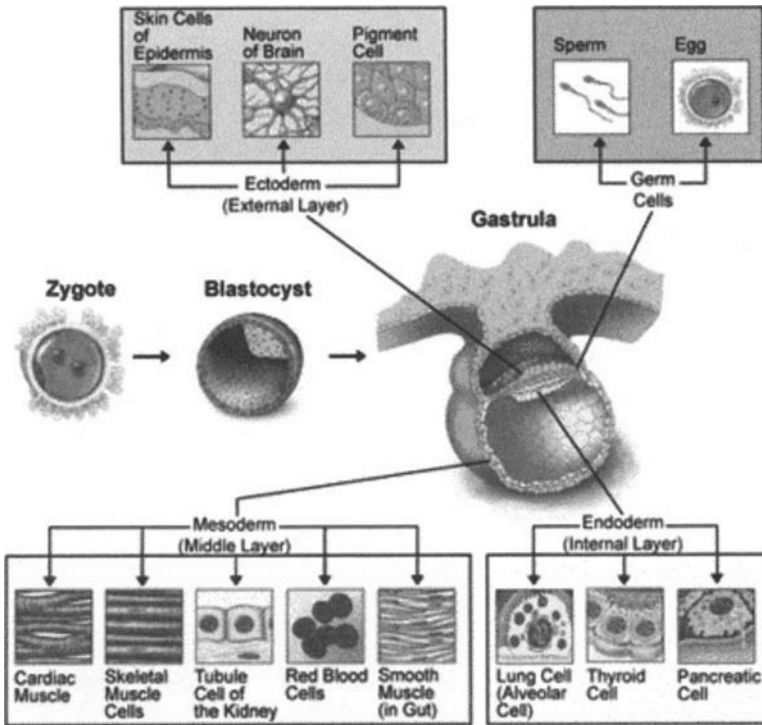 Skin Cells
of
Epidermis
Neuron
of Brain
Pigment
Cell
Sperm
Egg
Ectoderm
(External Layer)
Germ
Cells
Gastrula
Zygote
Blastocyst
Mesoderm
(Middle Layer)
Endoderm
(Internal Layer)
Cardiac
Muscle
Skeletal
Muscle
Cells
Tubule
Cell of
the Kidney
Red Blood
Cells
Smooth
Muscle
(in Gut)
Lung Cell
(Alveolar
Cell)
Thyroid
Cell
Pancreatic
Cell